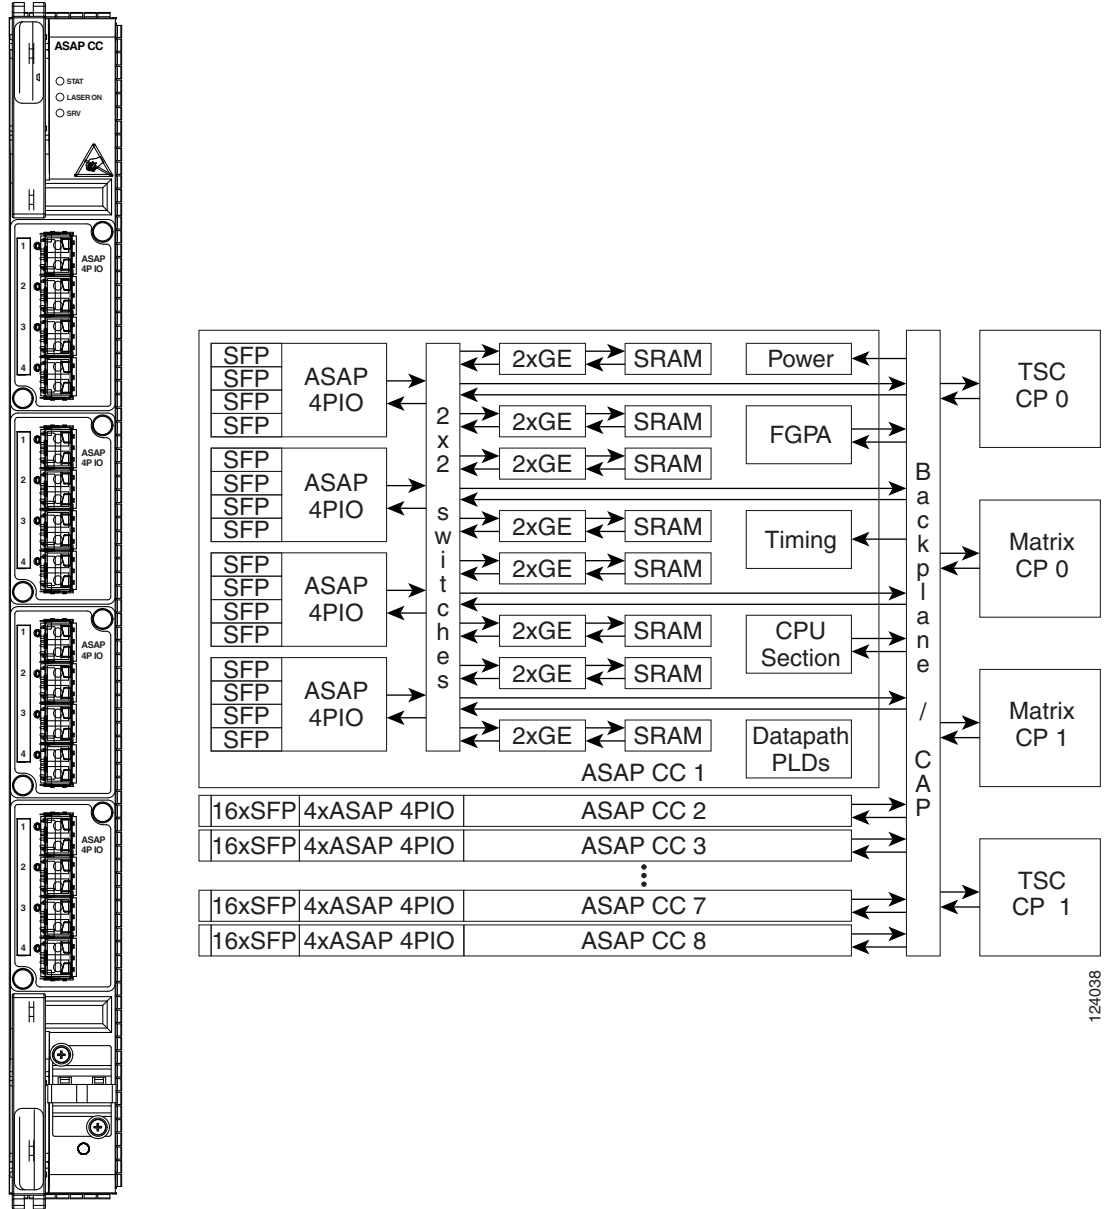 ASAP CC
STAT
LASER ON
SRV
1
2
3
4
ASAP
4P IO
1
2
3
4
ASAP
4P IO
1
2
3
4
ASAP
4P IO
1
2
3
4
ASAP
4P IO
SFP
SFP
SFP
SFP
ASAP
4PIO
SFP
SFP
SFP
SFP
ASAP
4PIO
SFP
SFP
SFP
SFP
ASAP
4PIO
SFP
SFP
SFP
SFP
ASAP
4PIO
2x2 switches
2xGE SRAM
2xGE SRAM
2xGE SRAM
2xGE SRAM
2xGE SRAM
2xGE SRAM
2xGE SRAM
2xGE SRAM
Power
FGPA
Timing
CPU
Section
Datapath
PLDs
ASAP CC 1
16xSFP 4xASAP 4PIO ASAP CC 2
16xSFP 4xASAP 4PIO ASAP CC 3
16xSFP 4xASAP 4PIO ASAP CC 7
16xSFP 4xASAP 4PIO ASAP CC 8
Backplane / CAP
TSC
CP 0
Matrix
CP 0
Matrix
CP 1
TSC
CP 1
124038